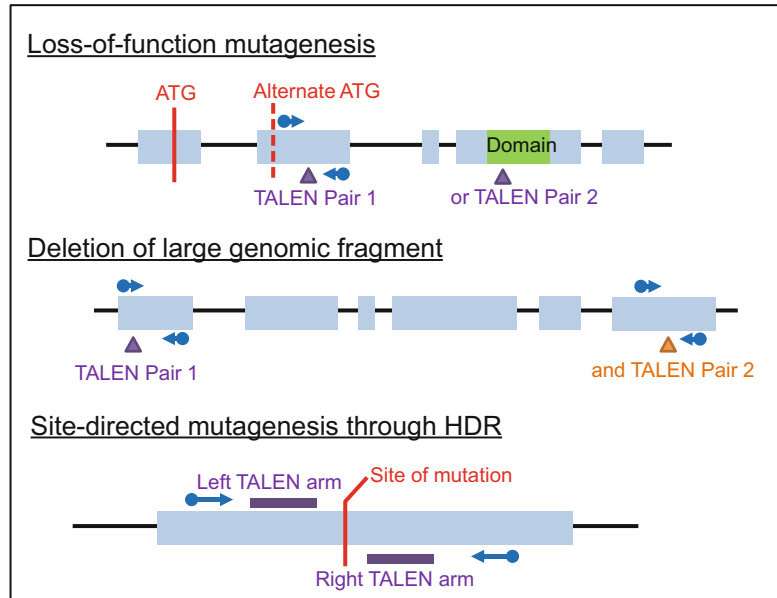 Loss-of-function mutagenesis
ATG
Alternate ATG
Domain
TALEN Pair 1
or TALEN Pair 2
Deletion of large genomic fragment
TALEN Pair 1
and TALEN Pair 2
Site-directed mutagenesis through HDR
Left TALEN arm
Site of mutation
Right TALEN arm